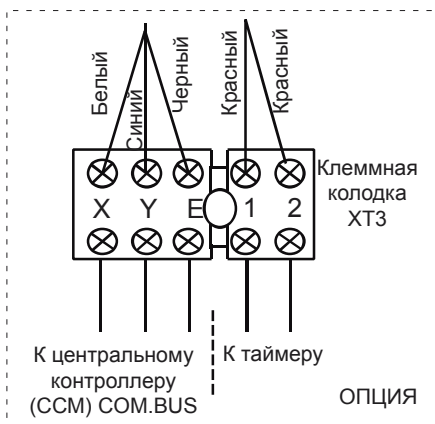 Белый
Синий
Черный
Красный
Красный
Клеммная
колодка
XT3
X Y E 1 2
К центральному
контроллеру
(CCM) COM.BUS
К таймеру
ОПЦИЯ